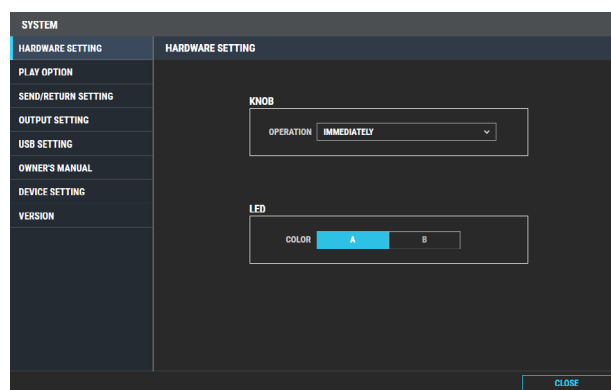 SYSTEM
HARDWARE SETTING
HARDWARE SETTING
PLAY OPTION
SEND/RETURN SETTING
OUTPUT SETTING
USB SETTING
OWNER'S MANUAL
DEVICE SETTING
VERSION
KNOB
OPERATION IMMEDIATELY
LED
COLOR A B
CLOSE